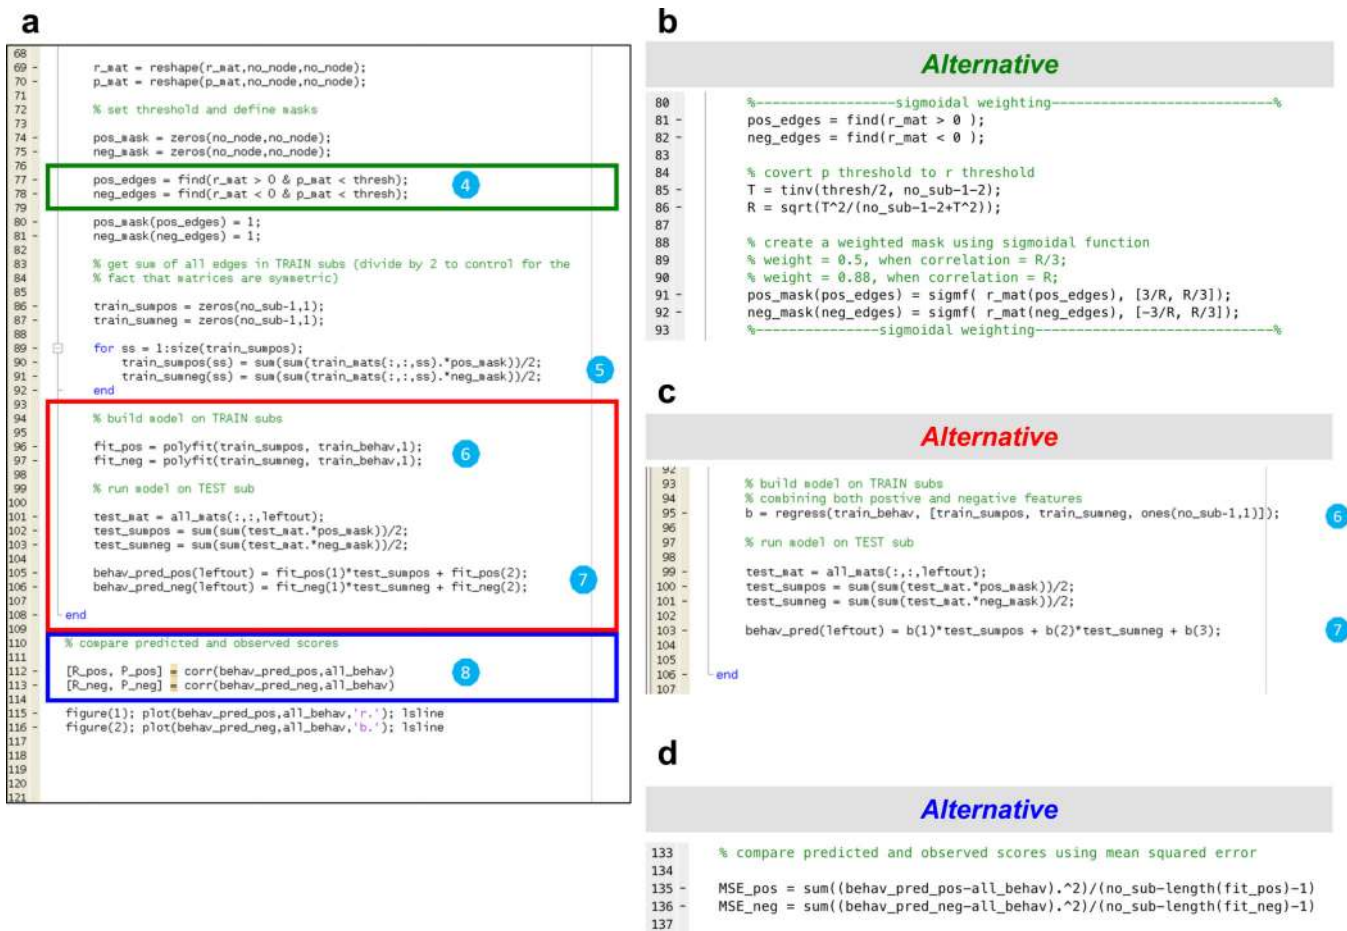 a
68
69 - r_mat = reshape(r_mat,no_node,no_node);
70 - p_mat = reshape(p_mat,no_node,no_node);
71
72 % set threshold and define masks
73
74 - pos_mask = zeros(no_node,no_node);
75 - neg_mask = zeros(no_node,no_node);
76
77 - pos_edges = find(r_mat > 0 & p_mat < thresh);
78 - neg_edges = find(r_mat < 0 & p_mat < thresh);
4
79
80 - pos_mask(pos_edges) = 1;
81 - neg_mask(neg_edges) = 1;
82
83 % get sum of all edges in TRAIN subs (divide by 2 to control for the
84 % fact that matrices are symmetric)
85
86 - train_sumpos = zeros(no_sub-1,1);
87 - train_sumneg = zeros(no_sub-1,1);
88
89 - for ss = 1:size(train_sumpos);
90 - train_sumpos(ss) = sum(sum(train_mats(:,:,ss).*pos_mask))/2;
91 - train_sumneg(ss) = sum(sum(train_mats(:,:,ss).*neg_mask))/2;
5
92 - end
93
94 % build model on TRAIN subs
95
96 - fit_pos = polyfit(train_sumpos, train_behav,1);
97 - fit_neg = polyfit(train_sumneg, train_behav,1);
6
98
99 % run model on TEST sub
100
101 - test_mat = all_mats(:,:,leftout);
102 - test_sumpos = sum(sum(test_mat.*pos_mask))/2;
103 - test_sumneg = sum(sum(test_mat.*neg_mask))/2;
104
105 - behav_pred_pos(leftout) = fit_pos(1)*test_sumpos + fit_pos(2);
106 - behav_pred_neg(leftout) = fit_neg(1)*test_sumneg + fit_neg(2);
7
107
108 - end
109
110 % compare predicted and observed scores
111
112 - [R_pos, P_pos] = corr(behav_pred_pos,all_behav)
113 - [R_neg, P_neg] = corr(behav_pred_neg,all_behav)
8
114
115 - figure(1); plot(behav_pred_pos,all_behav,'r.'); lsline
116 - figure(2); plot(behav_pred_neg,all_behav,'b.'); lsline
117
118
119
120
121
b
Alternative
80 %-----------------sigmoidal weighting---------------------------%
81 - pos_edges = find(r_mat > 0 );
82 - neg_edges = find(r_mat < 0 );
83
84 % covert p threshold to r threshold
85 - T = tinv(thresh/2, no_sub-1-2);
86 - R = sqrt(T^2/(no_sub-1-2+T^2));
87
88 % create a weighted mask using sigmoidal function
89 % weight = 0.5, when correlation = R/3;
90 % weight = 0.88, when correlation = R;
91 - pos_mask(pos_edges) = sigmf( r_mat(pos_edges), [3/R, R/3]);
92 - neg_mask(neg_edges) = sigmf( r_mat(neg_edges), [-3/R, R/3]);
93 %---------------sigmoidal weighting-----------------------------%
c
Alternative
92
93 % build model on TRAIN subs
94 % combining both postive and negative features
95 - b = regress(train_behav, [train_sumpos, train_sumneg, ones(no_sub-1,1)]);
6
96
97 % run model on TEST sub
98
99 - test_mat = all_mats(:,:,leftout);
100 - test_sumpos = sum(sum(test_mat.*pos_mask))/2;
101 - test_sumneg = sum(sum(test_mat.*neg_mask))/2;
102
103 - behav_pred(leftout) = b(1)*test_sumpos + b(2)*test_sumneg + b(3);
7
104
105
106 - end
107
d
Alternative
133 % compare predicted and observed scores using mean squared error
134
135 - MSE_pos = sum((behav_pred_pos-all_behav).^2)/(no_sub-length(fit_pos)-1)
136 - MSE_neg = sum((behav_pred_neg-all_behav).^2)/(no_sub-length(fit_neg)-1)
137